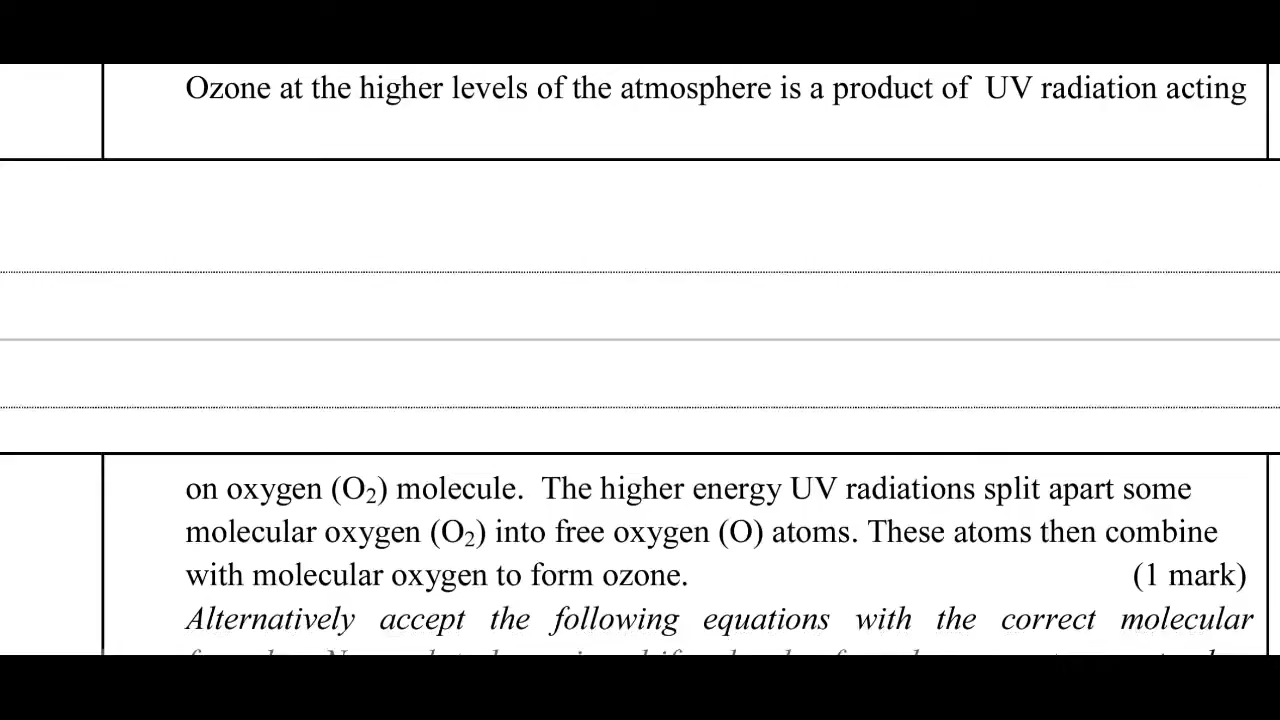 Ozone at the higher levels of the atmosphere is a product of UV radiation acting
on oxygen (O₂) molecule. The higher energy UV radiations split apart some
molecular oxygen (O₂) into free oxygen (O) atoms. These atoms then combine
with molecular oxygen to form ozone. (1 mark)
Alternatively accept the following equations with the correct molecular